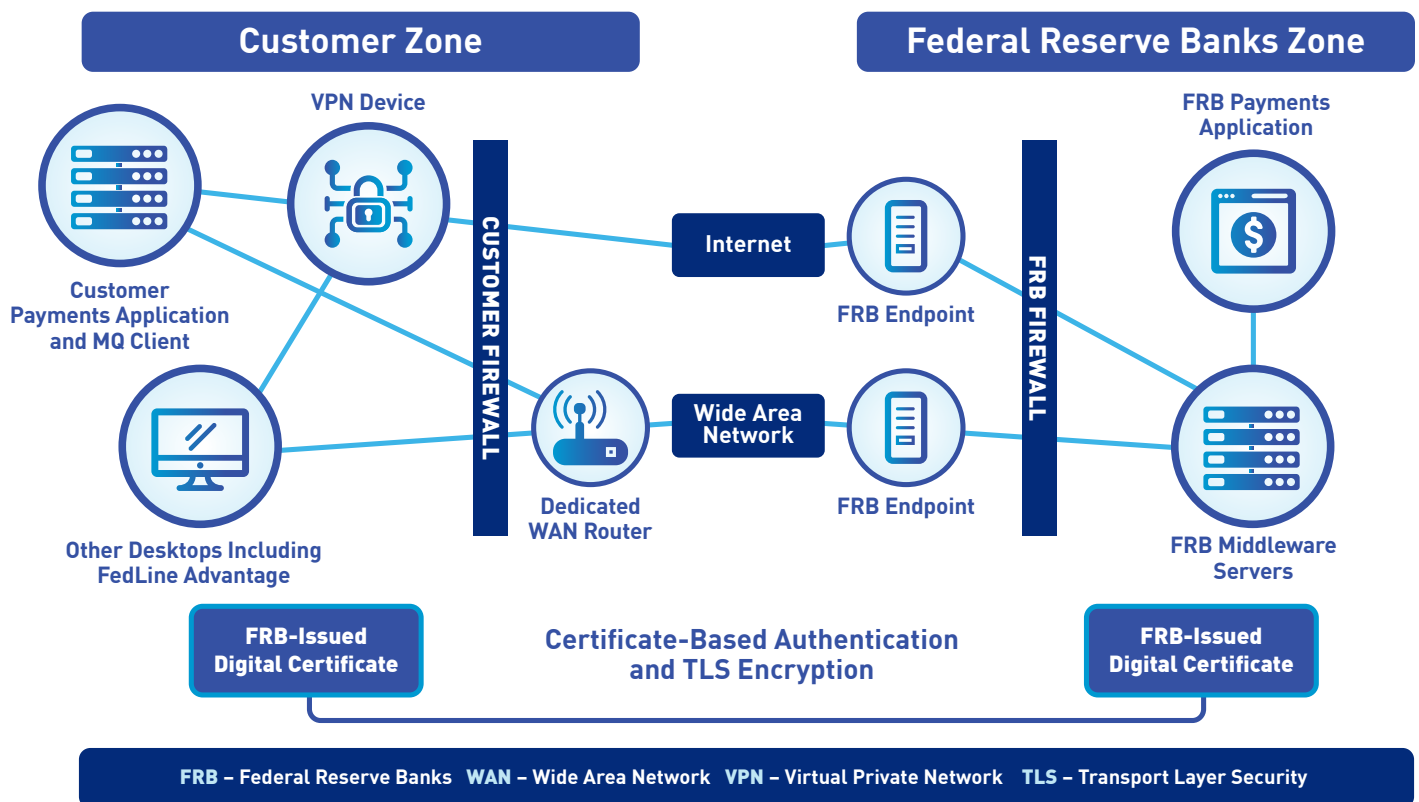 Customer Zone
Federal Reserve Banks Zone
VPN Device
FRB Payments
Application
Customer
Payments Application
and MQ Client
CUSTOMER FIREWALL
Internet
FRB Endpoint
FRB FIREWALL
Wide Area
Network
Dedicated
WAN Router
FRB Endpoint
Other Desktops Including
FedLine Advantage
FRB Middleware
Servers
FRB-Issued
Digital Certificate
Certificate-Based Authentication
and TLS Encryption
FRB-Issued
Digital Certificate
FRB – Federal Reserve Banks WAN – Wide Area Network VPN – Virtual Private Network TLS – Transport Layer Security